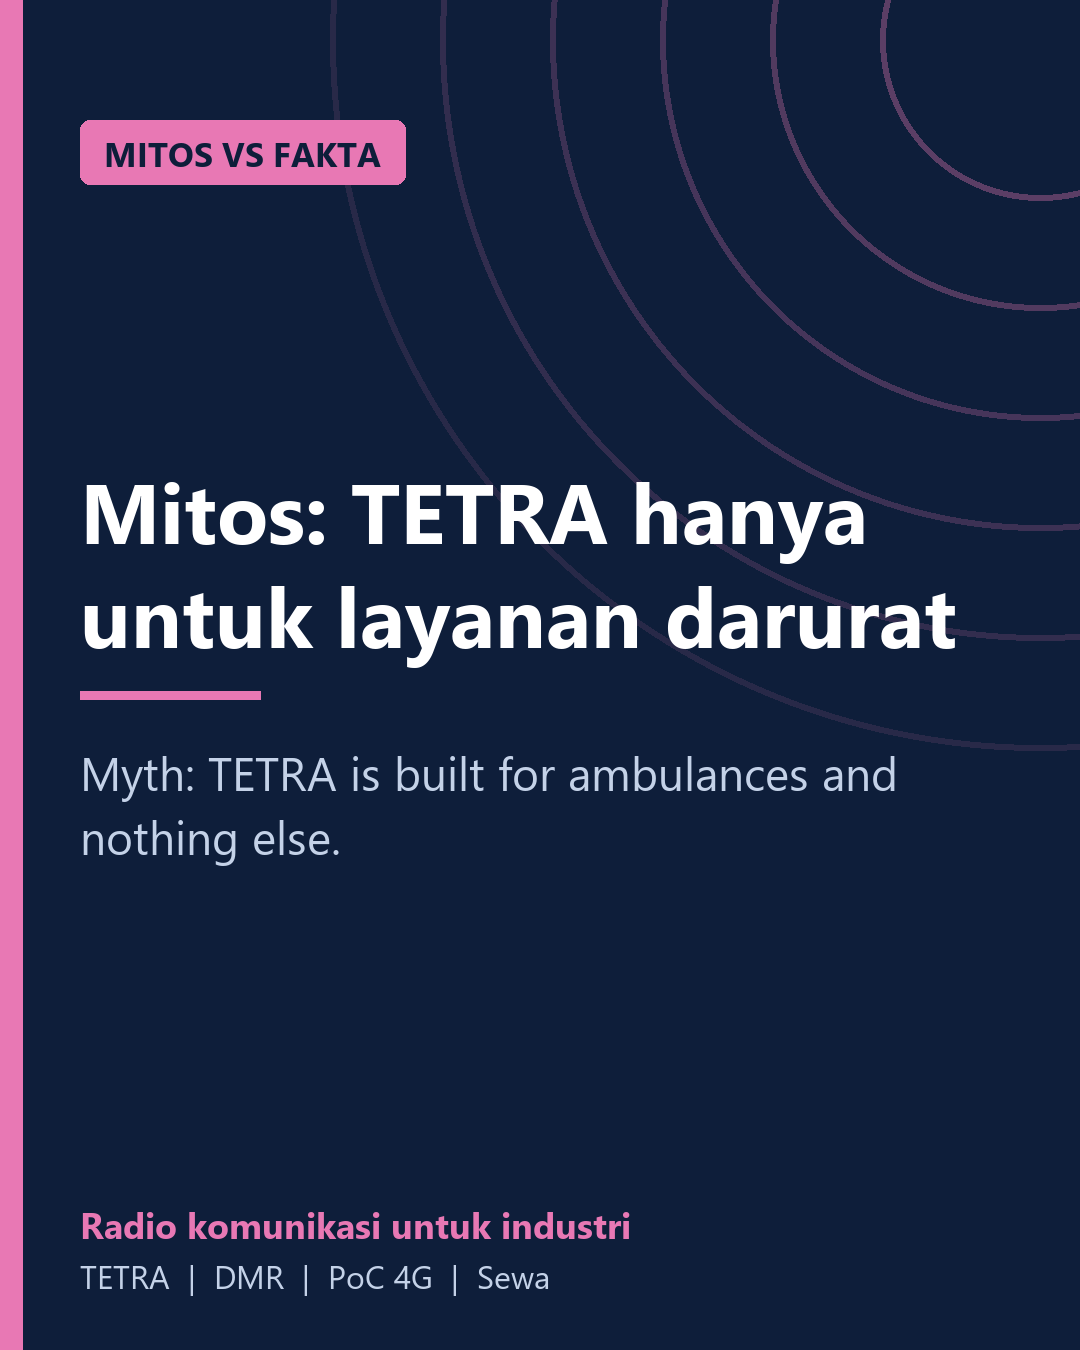 MITOS VS FAKTA
Mitos: TETRA hanya
untuk layanan darurat
Myth: TETRA is built for ambulances and
nothing else.
Radio komunikasi untuk industri
TETRA | DMR | PoC 4G | Sewa